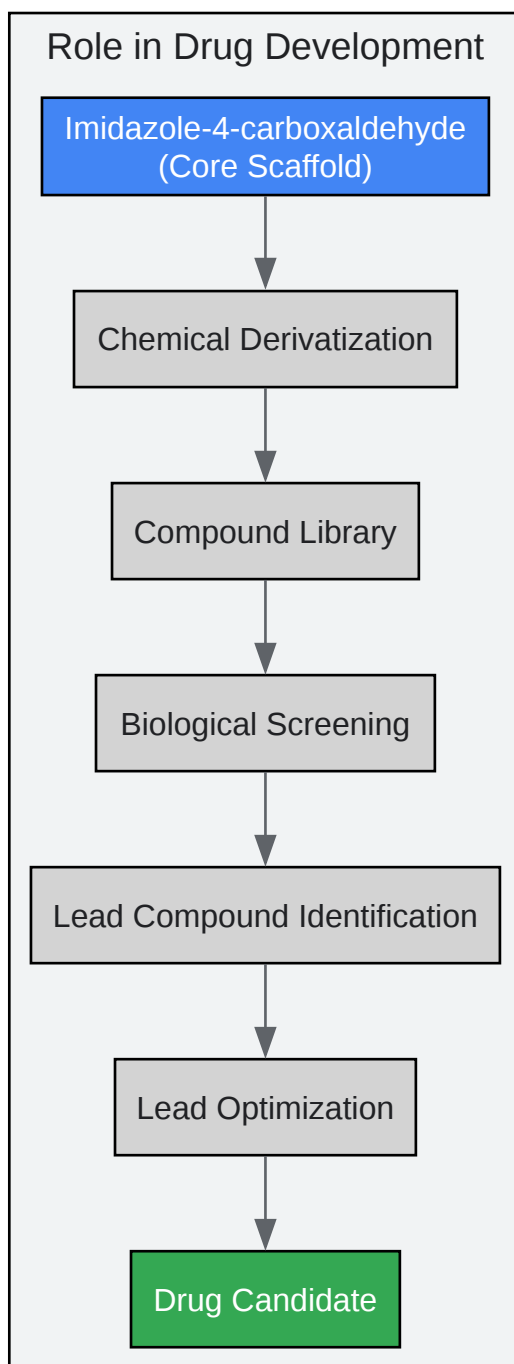 Role in Drug Development
Imidazole-4-carboxaldehyde
(Core Scaffold)
Chemical Derivatization
Compound Library
Biological Screening
Lead Compound Identification
Lead Optimization
Drug Candidate